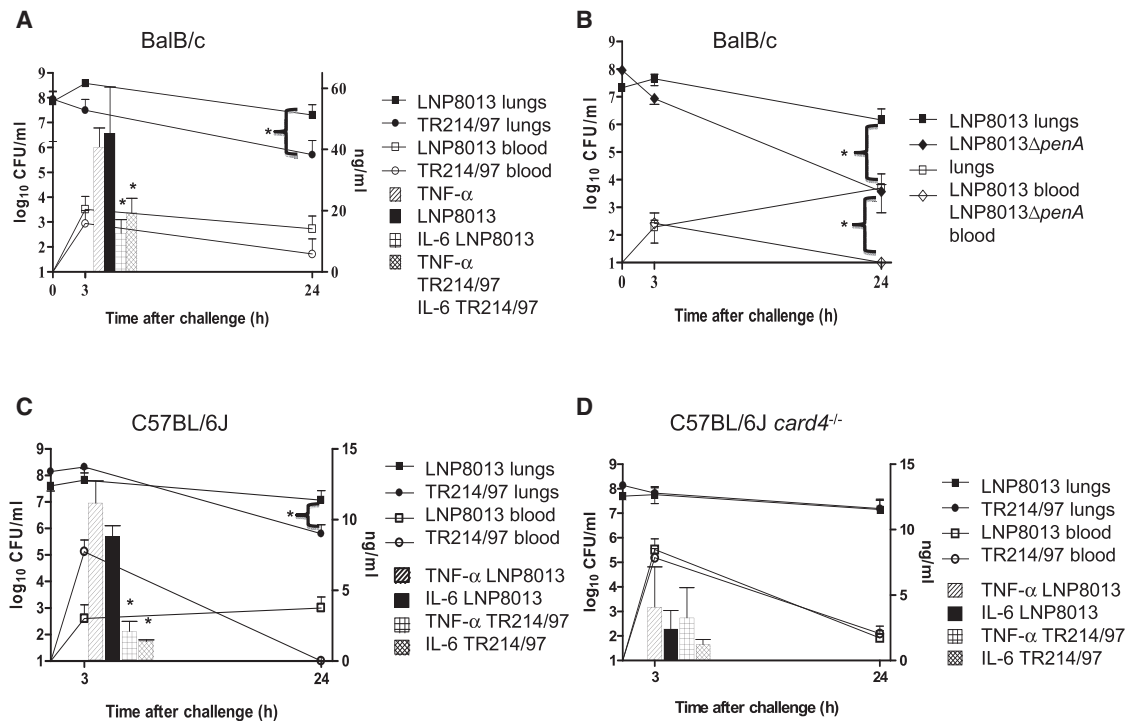 A
BalB/c
log10 CFU/ml
9
8
7
6
5
4
3
2
1
0
3
24
60
40
20
0
ng/ml
*
*
*
Time after challenge (h)
LNP8013 lungs
TR214/97 lungs
LNP8013 blood
TR214/97 blood
TNF-α
LNP8013
IL-6 LNP8013
TNF-α
TR214/97
IL-6 TR214/97
B
BalB/c
log10 CFU/ml
9
8
7
6
5
4
3
2
1
0
3
24
*
*
Time after challenge (h)
LNP8013 lungs
LNP8013ΔpenA
lungs
LNP8013 blood
LNP8013ΔpenA
blood
C
C57BL/6J
log10 CFU/ml
9
8
7
6
5
4
3
2
1
3
24
15
10
5
0
ng/ml
*
*
*
Time after challenge (h)
LNP8013 lungs
TR214/97 lungs
LNP8013 blood
TR214/97 blood
TNF-α LNP8013
IL-6 LNP8013
TNF-α TR214/97
IL-6 TR214/97
D
C57BL/6J card4-/-
log10 CFU/ml
9
8
7
6
5
4
3
2
1
3
24
15
10
5
0
ng/ml
Time after challenge (h)
LNP8013 lungs
TR214/97 lungs
LNP8013 blood
TR214/97 blood
TNF-α LNP8013
IL-6 LNP8013
TNF-α TR214/97
IL-6 TR214/97